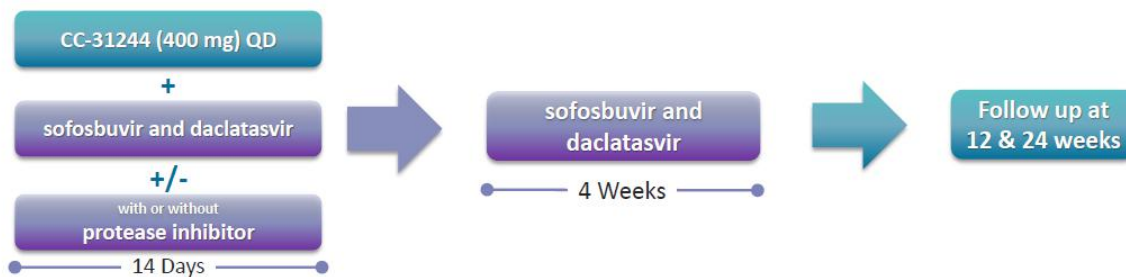 CC-31244 (400 mg) QD
+
sofosbuvir and daclatasvir
+/-
with or without
protease inhibitor
14 Days
sofosbuvir and
daclatasvir
4 Weeks
Follow up at
12 & 24 weeks